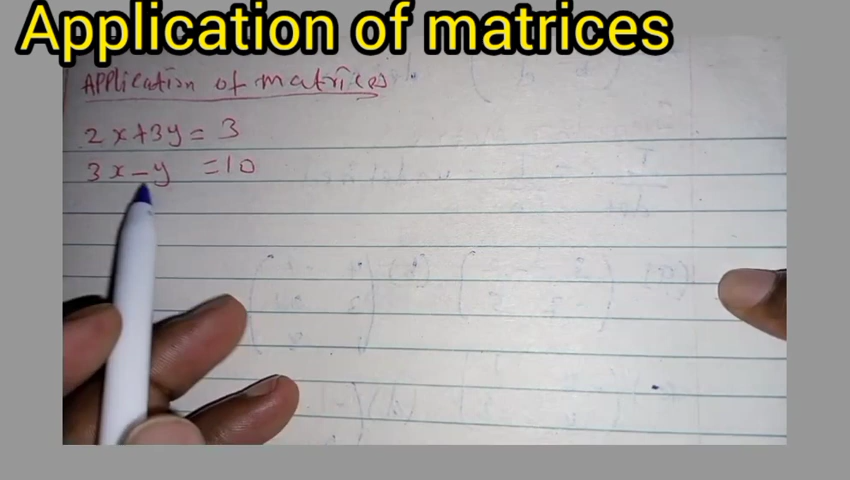 Application of matrices
Application of matrices
2x+3y=3
3x-y =10